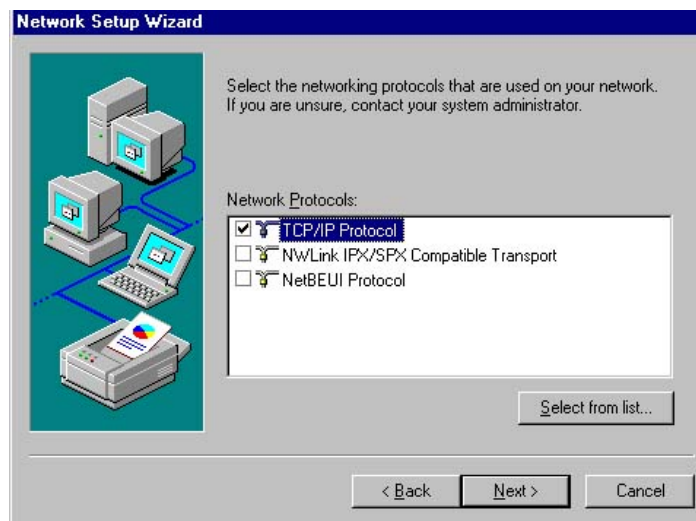 Network Setup Wizard
Select the networking protocols that are used on your network.
If you are unsure, contact your system administrator.
Network Protocols:
TCP/IP Protocol
NWLink IPX/SPX Compatible Transport
NetBEUI Protocol
Select from list...
< Back
Next >
Cancel